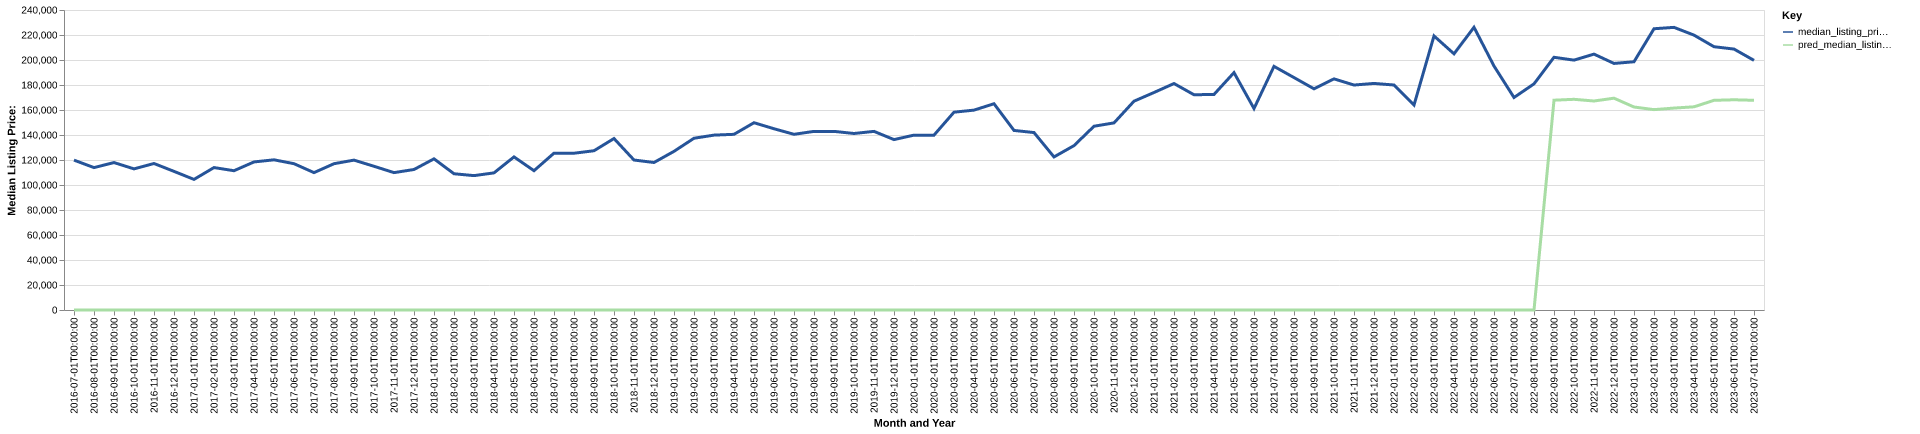 240,000
220,000
200,000
180,000
160,000
140,000
120,000
100,000
80,000
60,000
40,000
20,000
0
Median Listing Price:
2016-07-01T00:00:00
2016-08-01T00:00:00
2016-09-01T00:00:00
2016-10-01T00:00:00
2016-11-01T00:00:00
2016-12-01T00:00:00
2017-01-01T00:00:00
2017-02-01T00:00:00
2017-03-01T00:00:00
2017-04-01T00:00:00
2017-05-01T00:00:00
2017-06-01T00:00:00
2017-07-01T00:00:00
2017-08-01T00:00:00
2017-09-01T00:00:00
2017-10-01T00:00:00
2017-11-01T00:00:00
2017-12-01T00:00:00
2018-01-01T00:00:00
2018-02-01T00:00:00
2018-03-01T00:00:00
2018-04-01T00:00:00
2018-05-01T00:00:00
2018-06-01T00:00:00
2018-07-01T00:00:00
2018-08-01T00:00:00
2018-09-01T00:00:00
2018-10-01T00:00:00
2018-11-01T00:00:00
2018-12-01T00:00:00
2019-01-01T00:00:00
2019-02-01T00:00:00
2019-03-01T00:00:00
2019-04-01T00:00:00
2019-05-01T00:00:00
2019-06-01T00:00:00
2019-07-01T00:00:00
2019-08-01T00:00:00
2019-09-01T00:00:00
2019-10-01T00:00:00
2019-11-01T00:00:00
2019-12-01T00:00:00
2020-01-01T00:00:00
2020-02-01T00:00:00
2020-03-01T00:00:00
2020-04-01T00:00:00
2020-05-01T00:00:00
2020-06-01T00:00:00
2020-07-01T00:00:00
2020-08-01T00:00:00
2020-09-01T00:00:00
2020-10-01T00:00:00
2020-11-01T00:00:00
2020-12-01T00:00:00
2021-01-01T00:00:00
2021-02-01T00:00:00
2021-03-01T00:00:00
2021-04-01T00:00:00
2021-05-01T00:00:00
2021-06-01T00:00:00
2021-07-01T00:00:00
2021-08-01T00:00:00
2021-09-01T00:00:00
2021-10-01T00:00:00
2021-11-01T00:00:00
2021-12-01T00:00:00
2022-01-01T00:00:00
2022-02-01T00:00:00
2022-03-01T00:00:00
2022-04-01T00:00:00
2022-05-01T00:00:00
2022-06-01T00:00:00
2022-07-01T00:00:00
2022-08-01T00:00:00
2022-09-01T00:00:00
2022-10-01T00:00:00
2022-11-01T00:00:00
2022-12-01T00:00:00
2023-01-01T00:00:00
2023-02-01T00:00:00
2023-03-01T00:00:00
2023-04-01T00:00:00
2023-05-01T00:00:00
2023-06-01T00:00:00
2023-07-01T00:00:00
Month and Year
Key
median_listing_pri…
pred_median_listin…